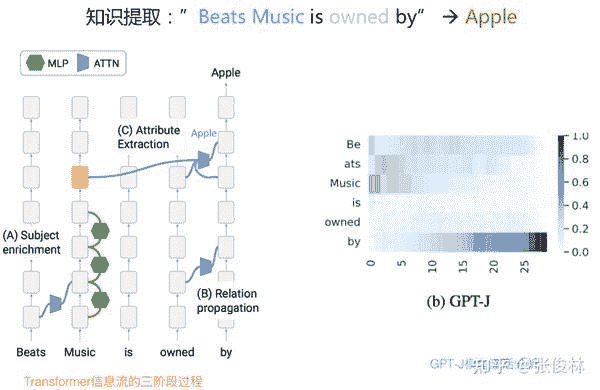 知识提取：” Beats Music is owned by“ → Apple
MLP ATTN
Apple
(C) Attribute
Extraction
Apple
(A) Subject
enrichment
(B) Relation
propagation
Beats Music is owned by
Transformer信息流的三阶段过程
Be
ats
Music
is
owned
by
1.0
0.8
0.6
0.4
0.2
0.0
0 5 10 15 20 25
(b) GPT-J
知乎 @张俊林